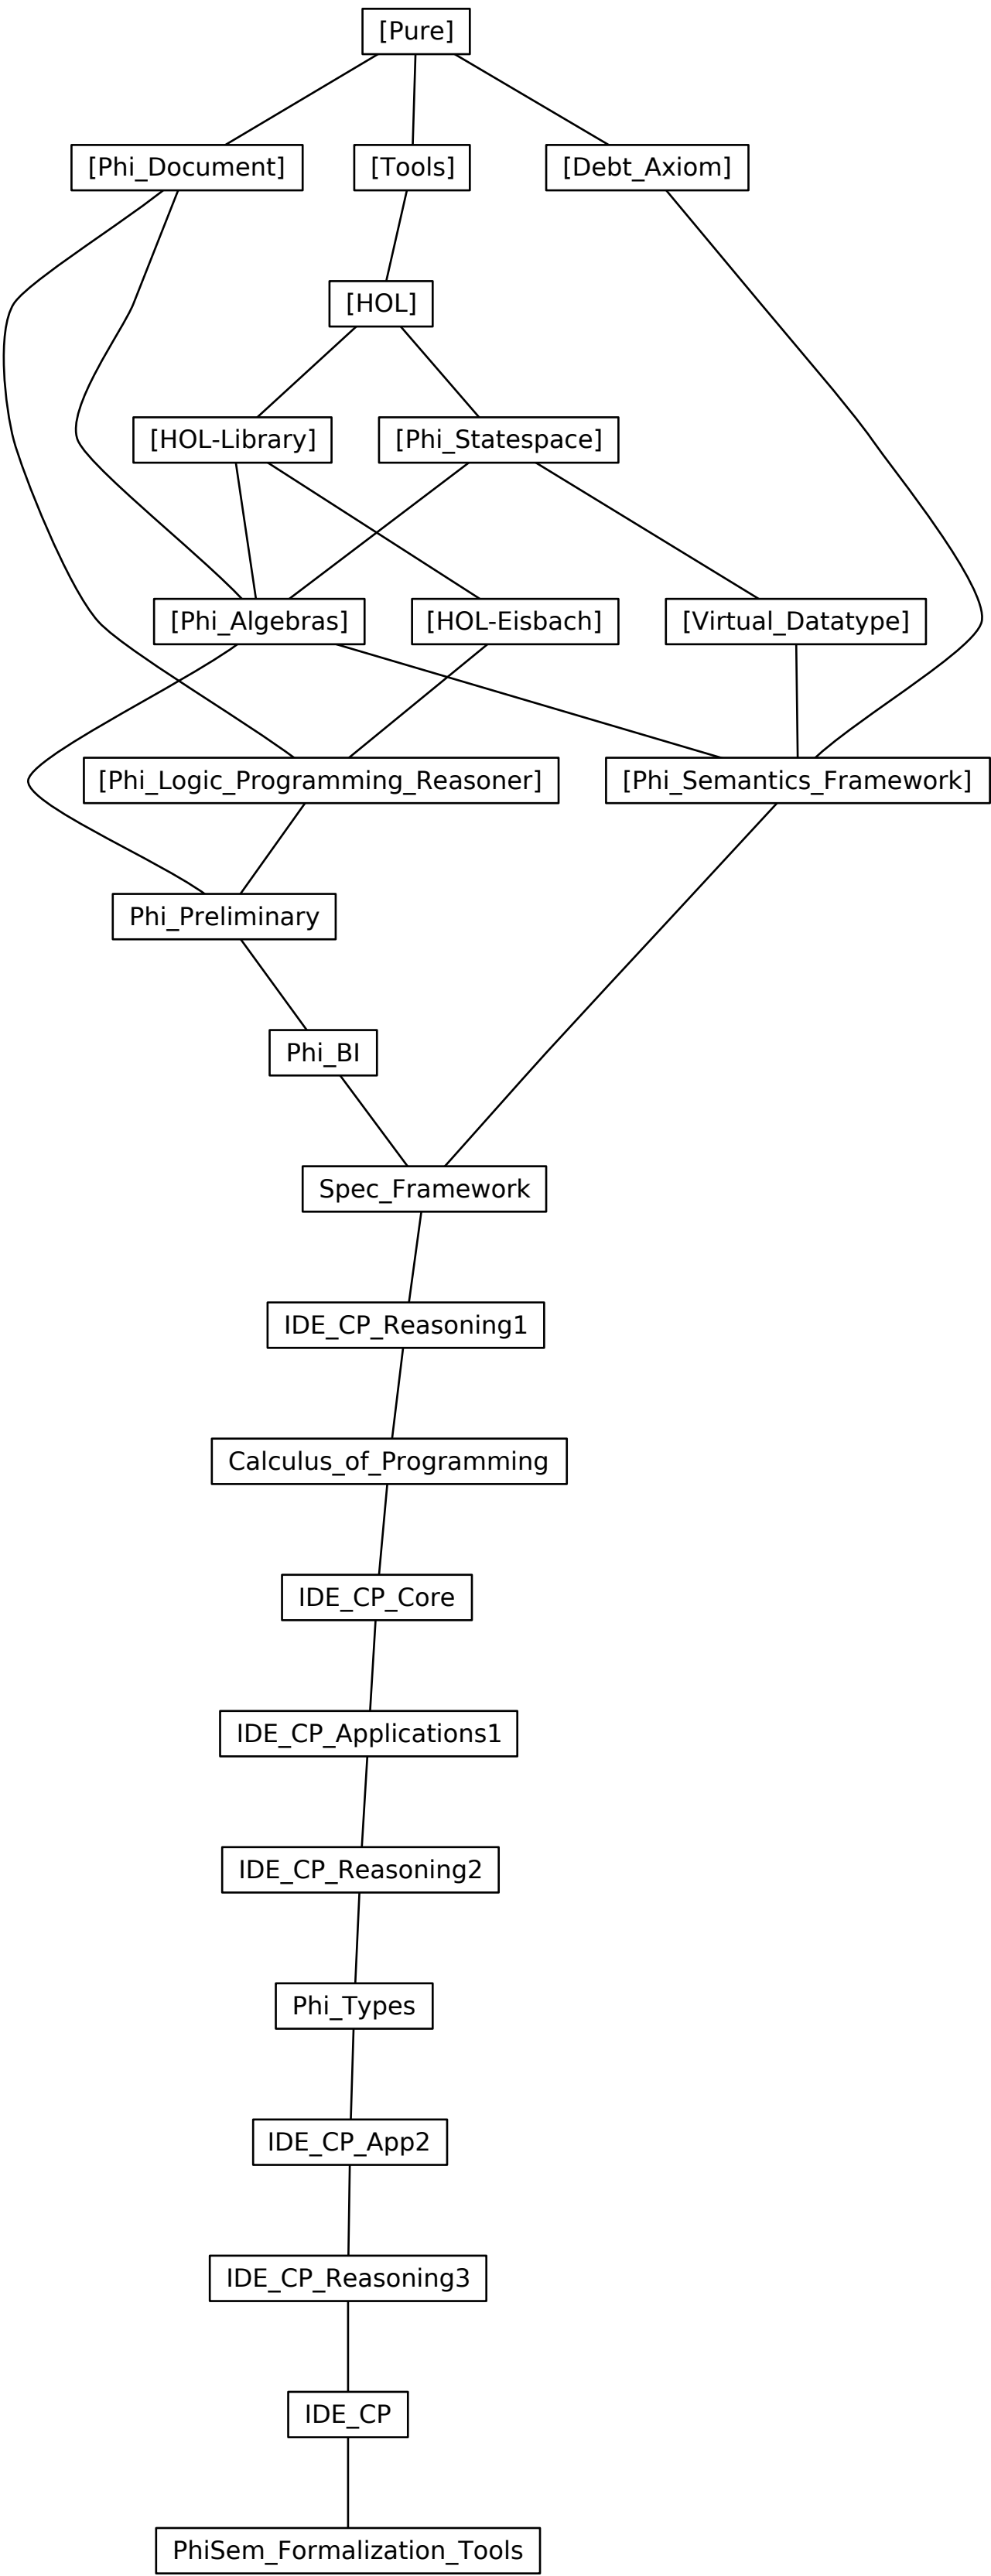 [Pure]
[Phi_Document]
[Tools]
[Debt_Axiom]
[HOL]
[HOL-Library]
[Phi_Statespace]
[Phi_Algebras]
[HOL-Eisbach]
[Virtual_Datatype]
[Phi_Logic_Programming_Reasoner]
[Phi_Semantics_Framework]
Phi_Preliminary
Phi_BI
Spec_Framework
IDE_CP_Reasoning1
Calculus_of_Programming
IDE_CP_Core
IDE_CP_Applications1
IDE_CP_Reasoning2
Phi_Types
IDE_CP_App2
IDE_CP_Reasoning3
IDE_CP
PhiSem_Formalization_Tools